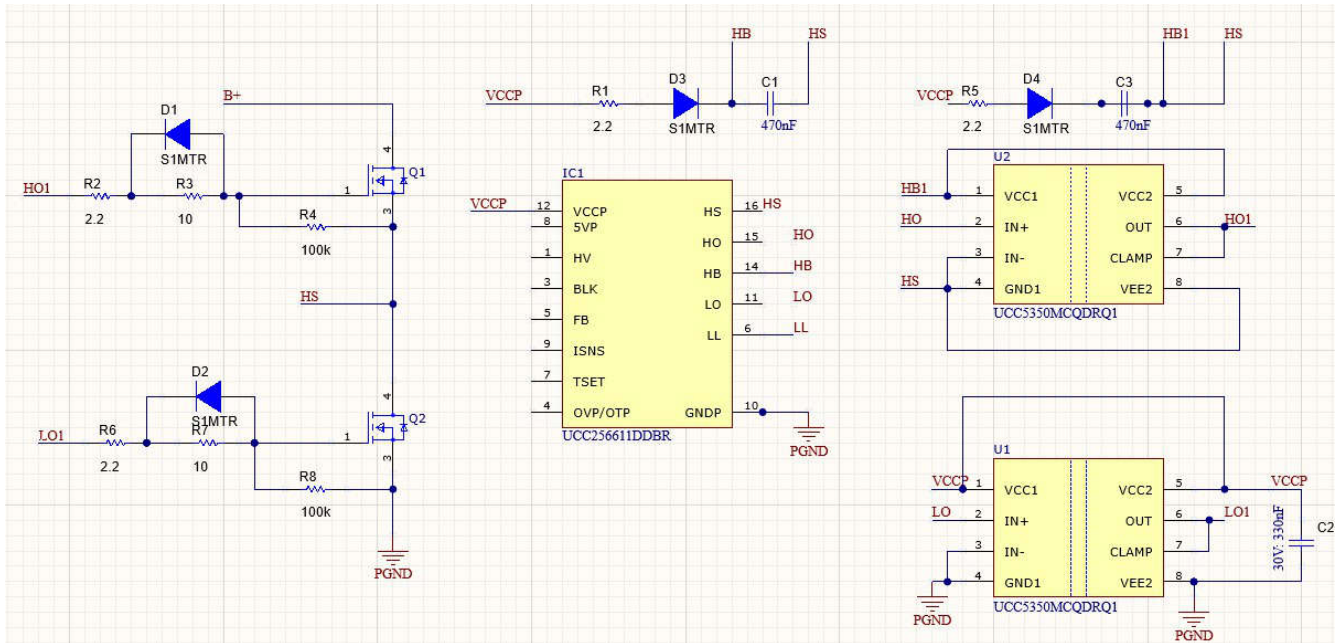 HB
HS
HB1
HS
D1
B+
D3
C1
D4
C3
VCCP
R1
VCCP
R5
2.2
S1MTR
470nF
2.2
S1MTR
470nF
S1MTR
4
Q1
HO1
R2
R3
1
2.2
10
3
R4
100k
HS
IC1
VCCP
12
VCCP
HS
16
HS
8
5VP
HO
15
HO
1
HV
HB
14
HB
3
BLK
LO
11
LO
5
FB
LL
6
LL
9
ISNS
7
TSET
4
OVP/OTP
GNDP
10
UCC256611DDBR
PGND
U2
HB1
1
VCC1
VCC2
5
HO
2
IN+
OUT
6
HO1
3
IN-
CLAMP
7
HS
4
GND1
VEE2
8
UCC5350MCQDRQ1
D2
S1MTR
4
Q2
LO1
R6
R7
1
2.2
10
3
R8
100k
PGND
U1
VCCP
1
VCC1
VCC2
5
VCCP
LO
2
IN+
OUT
6
LO1
3
IN-
CLAMP
7
4
GND1
VEE2
8
30V: 330nF
C2
UCC5350MCQDRQ1
PGND
PGND